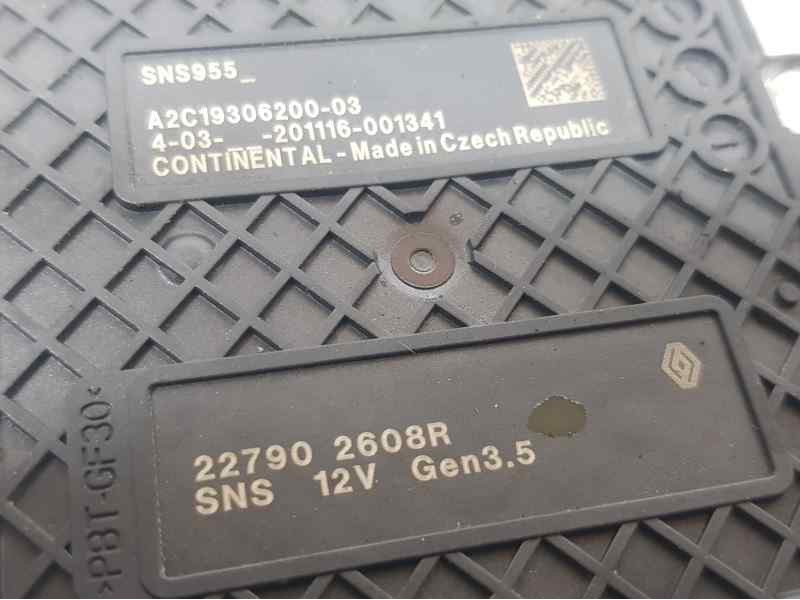 SNS955_
A2C19306200-03
4-03-_ _-201116-001341
CONTINENTAL - Made in Czech Republic
22790 2608R
SNS 12V Gen3.5
>PBT-GF30<